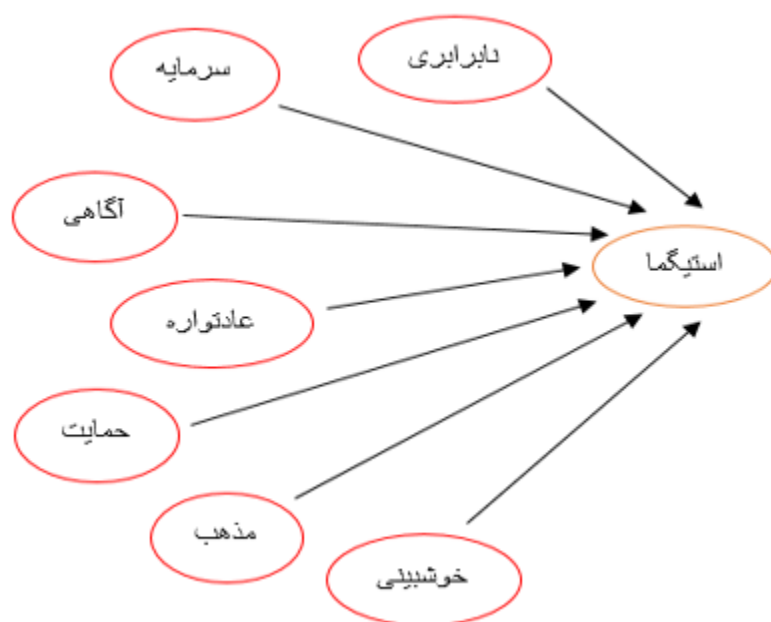 نابرابری
سرمایه
آگاهی
استیگما
عادتواره
حمایت
مذهب
خوشبینی